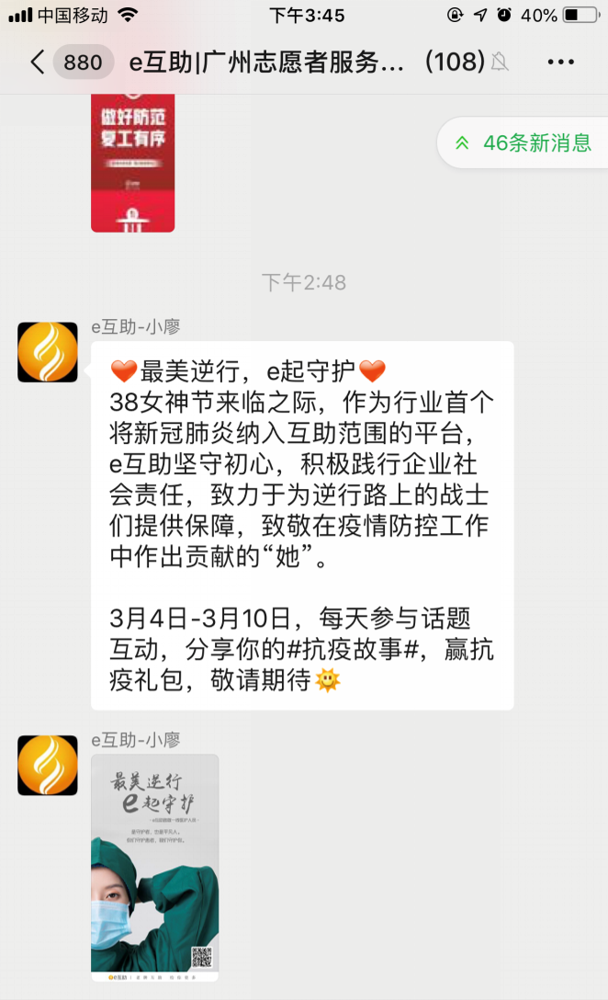 中国移动
下午3:45
40%
880
e互助|广州志愿者服务... (108)
做好防范
复工有序
46条新消息
下午2:48
e互助-小廖
最美逆行，e起守护
38女神节来临之际，作为行业首个
将新冠肺炎纳入互助范围的平台，
e互助坚守初心，积极践行企业社
会责任，致力于为逆行路上的战士
们提供保障，致敬在疫情防控工作
中作出贡献的“她”。
3月4日-3月10日，每天参与话题
互动，分享你的#抗疫故事#，赢抗
疫礼包，敬请期待
e互助-小廖
最美逆行
e起守护
e互助